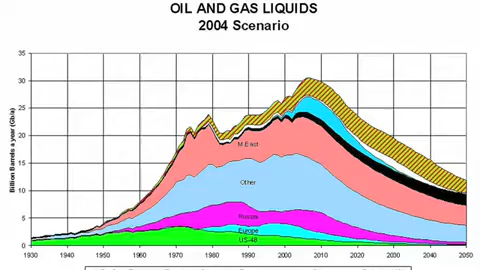 OIL AND GAS LIQUIDS
2004 Scenario
Billion Barrels a year (Gb/a)
35
30
25
20
15
10
5
0
M.East
Other
Russia
Europe
US-48
1930 1940 1950 1960 1970 1980 1990 2000 2010 2020 2030 2040 2050